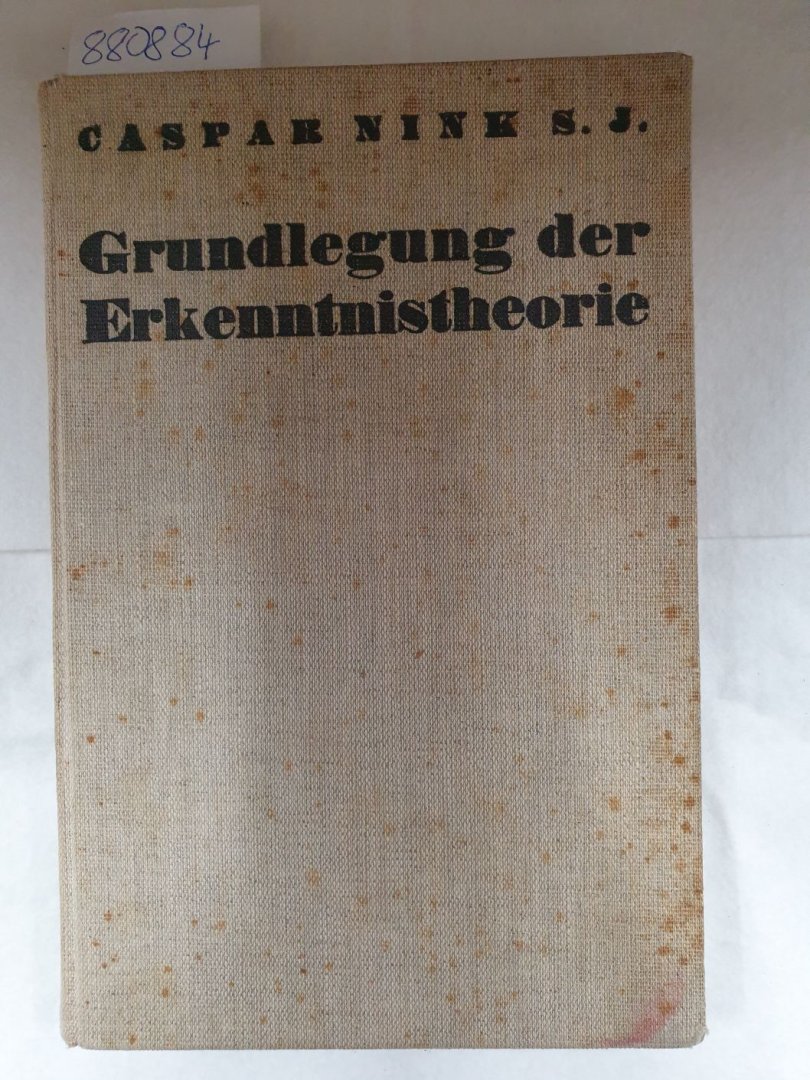 880884
CASPAR NINK S. J.
Grundlegung der
Erkenntnistheorie